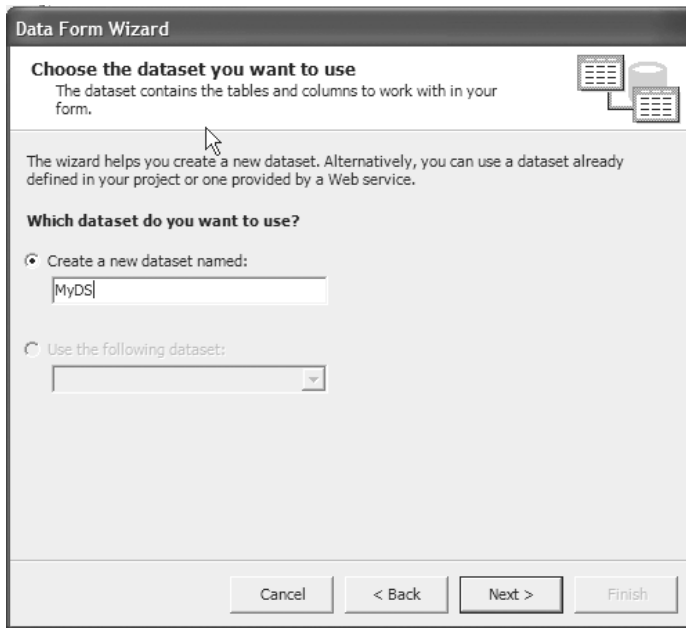 Data Form Wizard
Choose the dataset you want to use
The dataset contains the tables and columns to work with in your
form.
The wizard helps you create a new dataset. Alternatively, you can use a dataset already
defined in your project or one provided by a Web service.
Which dataset do you want to use?
Create a new dataset named:
MyDS
Use the following dataset:
Cancel
< Back
Next >
Finish